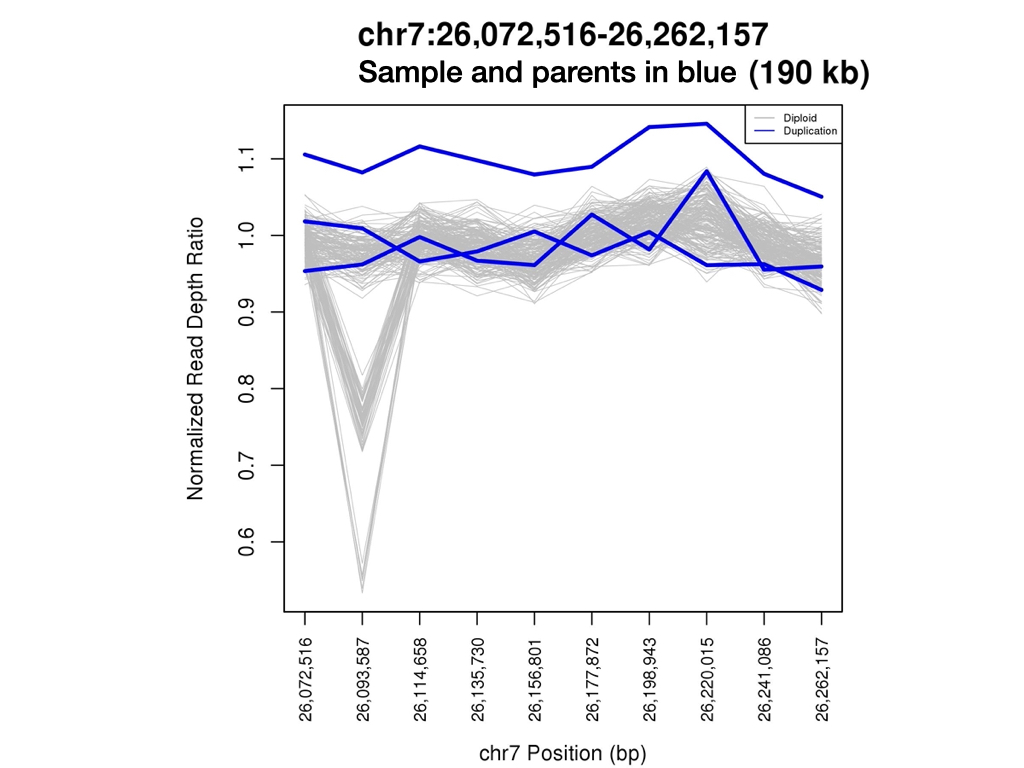 chr7:26,072,516-26,262,157
Sample and parents in blue (190 kb)
Diploid
Duplication
Normalized Read Depth Ratio
1.1
1.0
0.9
0.8
0.7
0.6
26,072,516
26,093,587
26,114,658
26,135,730
26,156,801
26,177,872
26,198,943
26,220,015
26,241,086
26,262,157
chr7 Position (bp)